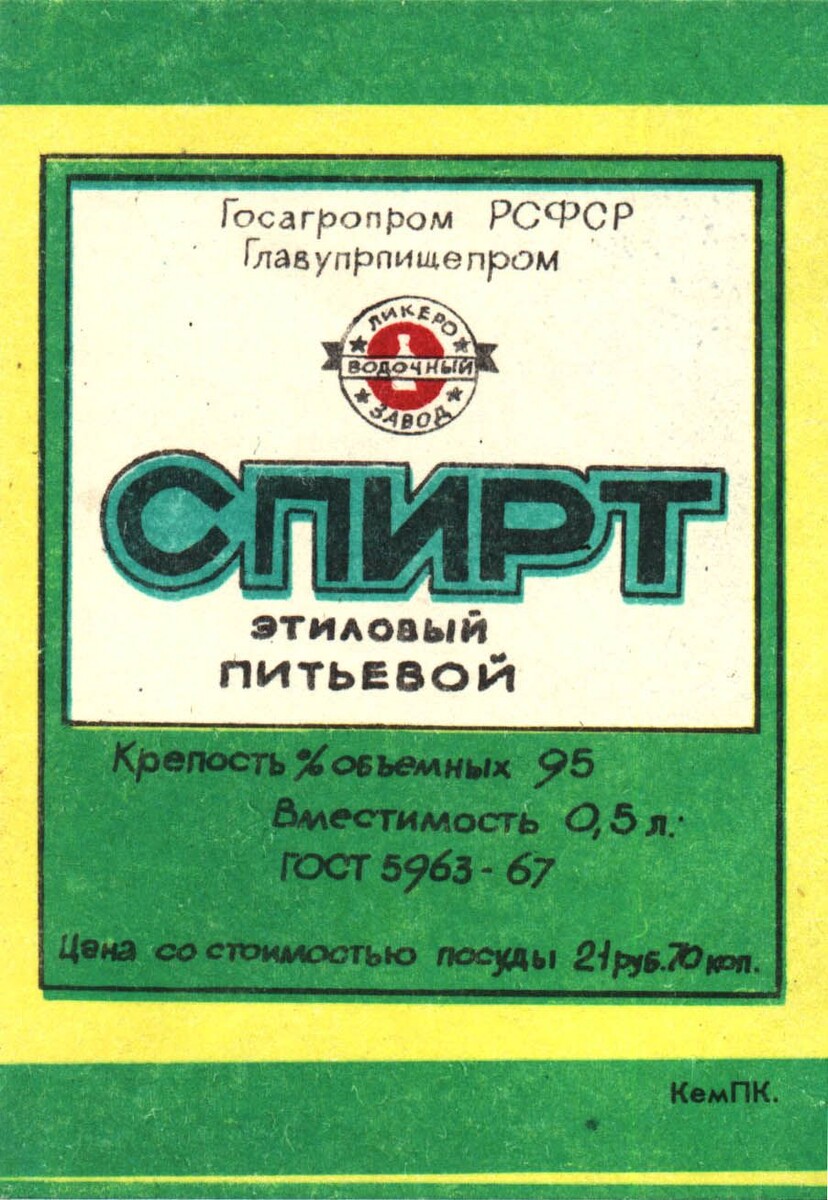 Госагропром РСФСР
Главупрпищепром
ЛИКЕРО
ВОДОЧНЫЙ
ЗАВОД
СПИРТ
ЭТИЛОВЫЙ
ПИТЬЕВОЙ
Крепость % объемных 95
Вместимость 0,5 л.
ГОСТ 5963-67
Цена со стоимостью посуды 21 руб. 70 коп.
КемПК.